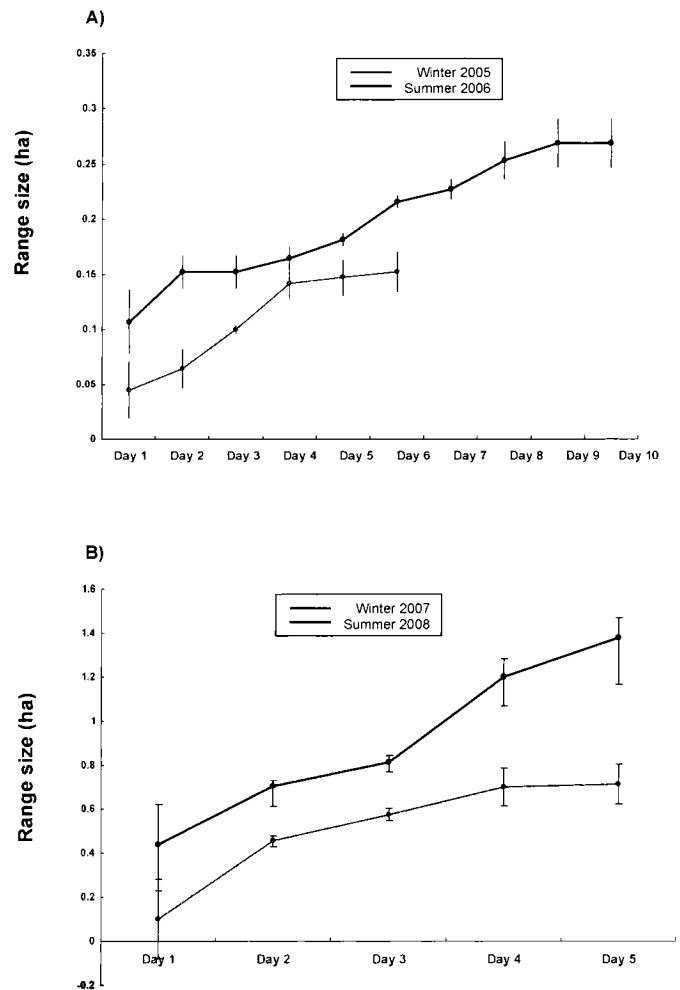 A)
0.35
0.3
0.25
0.2
0.15
0.1
0.05
0
Range size (ha)
Winter 2005
Summer 2006
Day 1 Day 2 Day 3 Day 4 Day 5 Day 6 Day 7 Day 8 Day 9 Day 10
B)
1.6
1.4
1.2
1
0.8
0.6
0.4
0.2
0
-0.2
Range size (ha)
Winter 2007
Summer 2008
Day 1 Day 2 Day 3 Day 4 Day 5